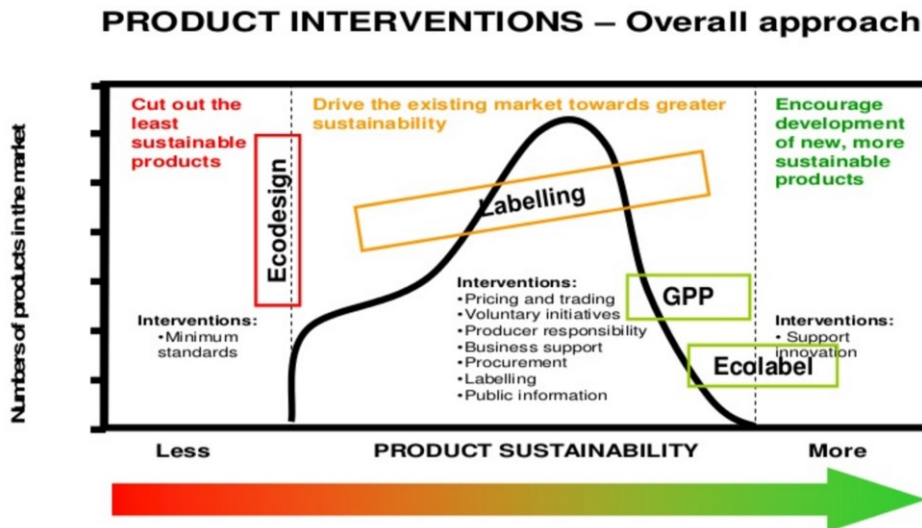 PRODUCT INTERVENTIONS – Overall approach
Numbers of products in the market
Cut out the
least
sustainable
products
Ecodesign
Interventions:
•Minimum
standards
Drive the existing market towards greater
sustainability
Labelling
Interventions:
•Pricing and trading
•Voluntary initiatives
•Producer responsibility
•Business support
•Procurement
•Labelling
•Public information
GPP
Encourage
development
of new, more
sustainable
products
Interventions:
• Support
innovation
Ecolabel
Less
PRODUCT SUSTAINABILITY
More